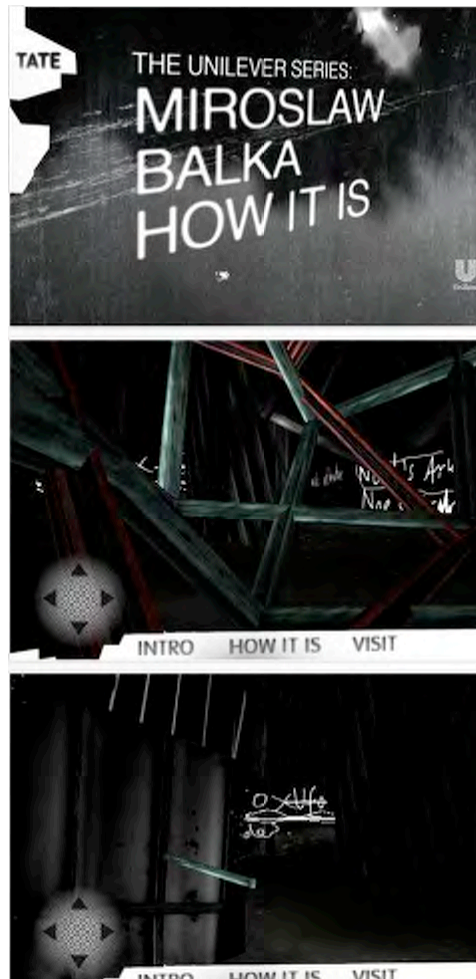 TATE
THE UNILEVER SERIES:
MIROSLAW
BALKA
HOW IT IS
INTRO HOW IT IS VISIT
INTRO HOW IT IS VISIT